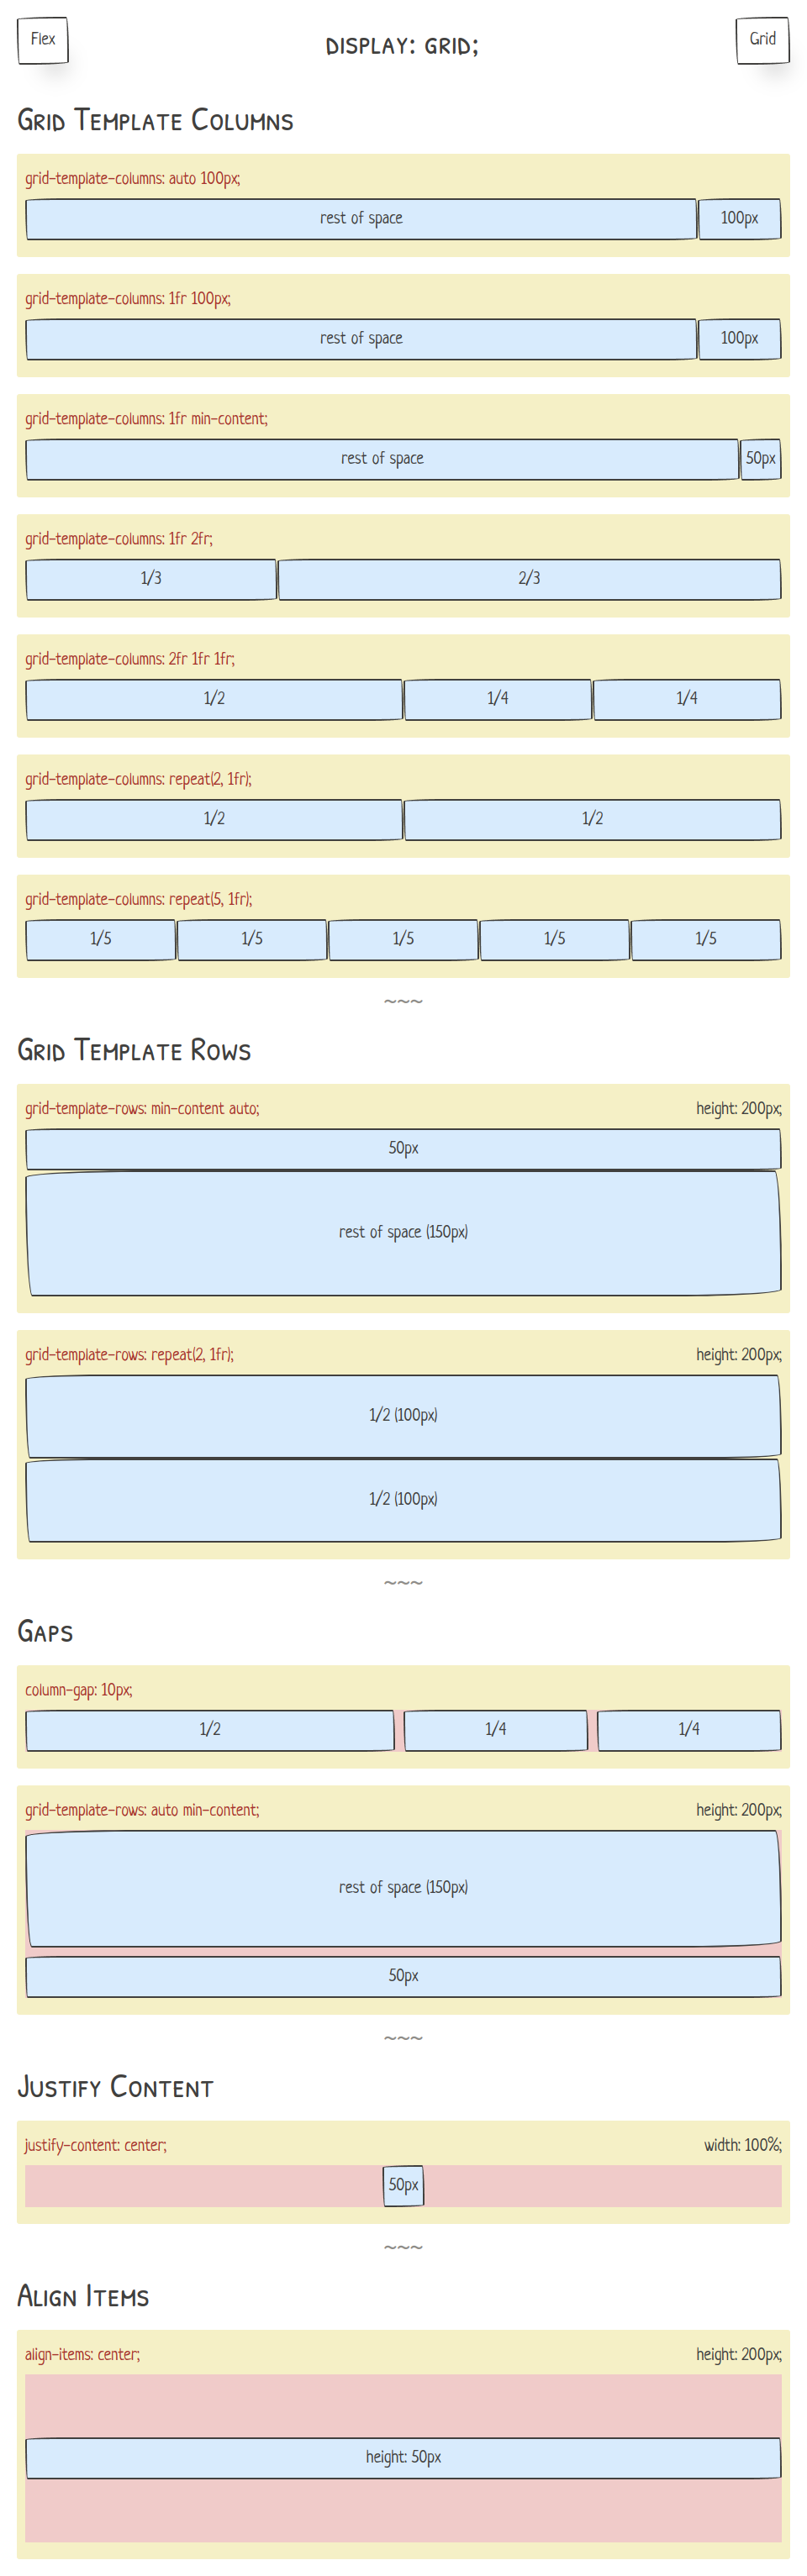 Flex
display: grid;
Grid
Grid Template Columns
grid-template-columns: auto 100px;
rest of space
100px
grid-template-columns: 1fr 100px;
rest of space
100px
grid-template-columns: 1fr min-content;
rest of space
50px
grid-template-columns: 1fr 2fr;
1/3
2/3
grid-template-columns: 2fr 1fr 1fr;
1/2
1/4
1/4
grid-template-columns: repeat(2, 1fr);
1/2
1/2
grid-template-columns: repeat(5, 1fr);
1/5
1/5
1/5
1/5
1/5
~~~
Grid Template Rows
grid-template-rows: min-content auto;
height: 200px;
50px
rest of space (150px)
grid-template-rows: repeat(2, 1fr);
height: 200px;
1/2 (100px)
1/2 (100px)
~~~
Gaps
column-gap: 10px;
1/2
1/4
1/4
grid-template-rows: auto min-content;
height: 200px;
rest of space (150px)
50px
~~~
Justify Content
justify-content: center;
width: 100%;
50px
~~~
Align Items
align-items: center;
height: 200px;
height: 50px